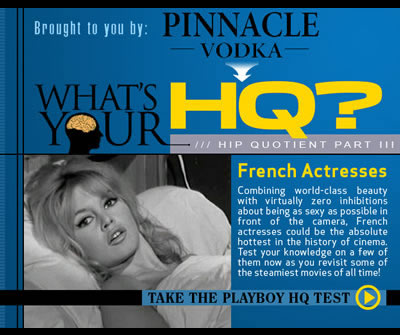 Brought to you by:
PINNACLE
VODKA
WHAT'S
YOUR
HQ?
/// HIP QUOTIENT PART III
French Actresses
Combining world-class beauty
with virtually zero inhibitions
about being as sexy as possible in
front of the camera, French
actresses could be the absolute
hottest in the history of cinema.
Test your knowledge on a few of
them now as you revisit some of
the steamiest movies of all time!
TAKE THE PLAYBOY HQ TEST